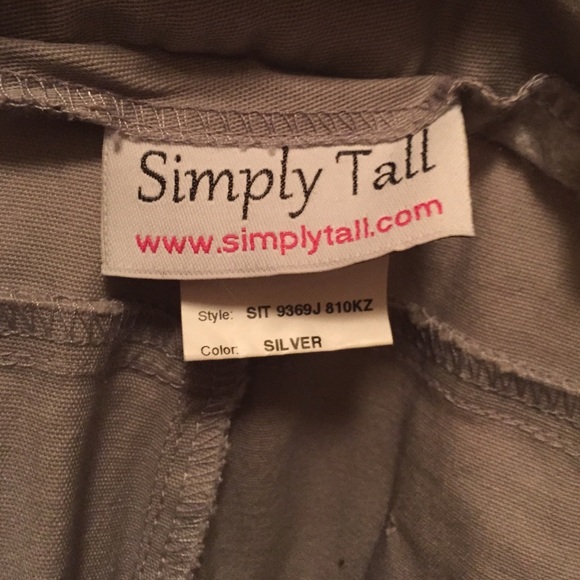 Simply Tall
www.simplytall.com
Style: SIT 9369J 810KZ
Color: SILVER